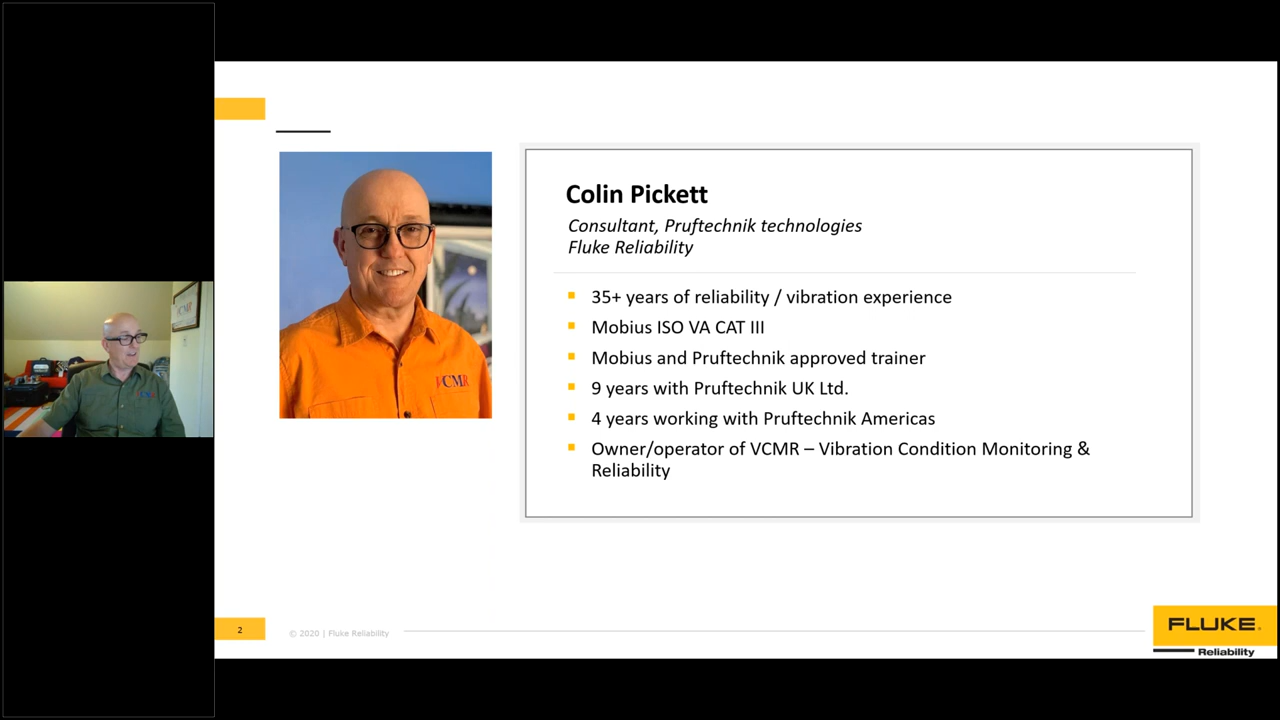 Colin Pickett
Consultant, Pruftechnik technologies
Fluke Reliability
35+ years of reliability / vibration experience
Mobius ISO VA CAT III
Mobius and Pruftechnik approved trainer
9 years with Pruftechnik UK Ltd.
4 years working with Pruftechnik Americas
Owner/operator of VCMR – Vibration Condition Monitoring &
Reliability
VCMR
2
© 2020 | Fluke Reliability
FLUKE®
Reliability